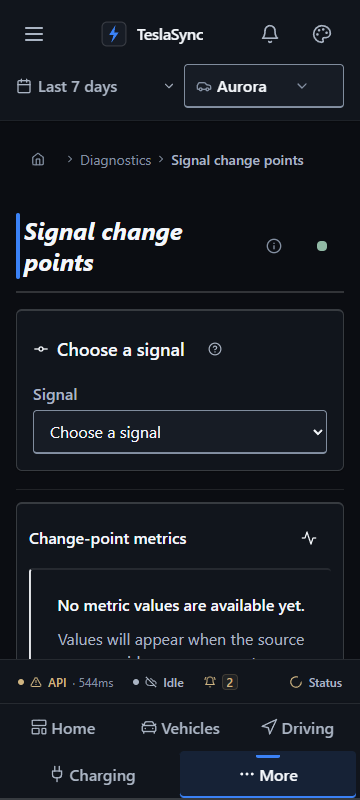 TeslaSync
Last 7 days
Aurora
Diagnostics
Signal change points
Signal change
points
Choose a signal
Signal
Choose a signal
Change-point metrics
No metric values are available yet.
Values will appear when the source
API · 544ms
Idle
2
Status
Home
Vehicles
Driving
Charging
More